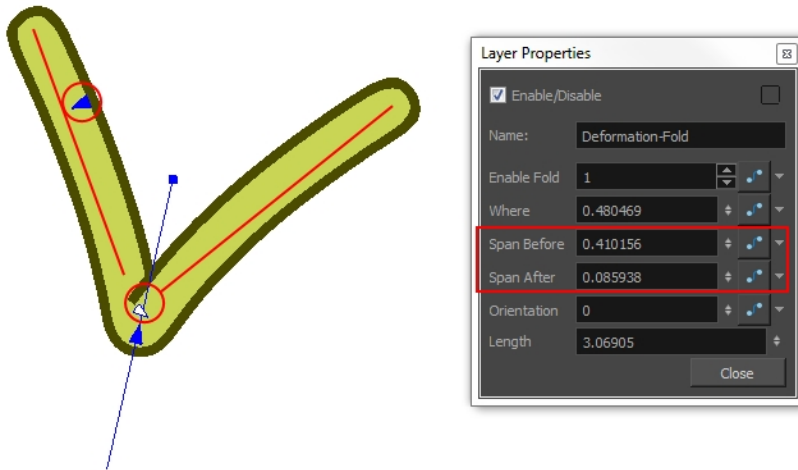 Layer Properties
Enable/Disable
Name: Deformation-Fold
Enable Fold 1
Where 0.480469
Span Before 0.410156
Span After 0.085938
Orientation 0
Length 3.06905
Close